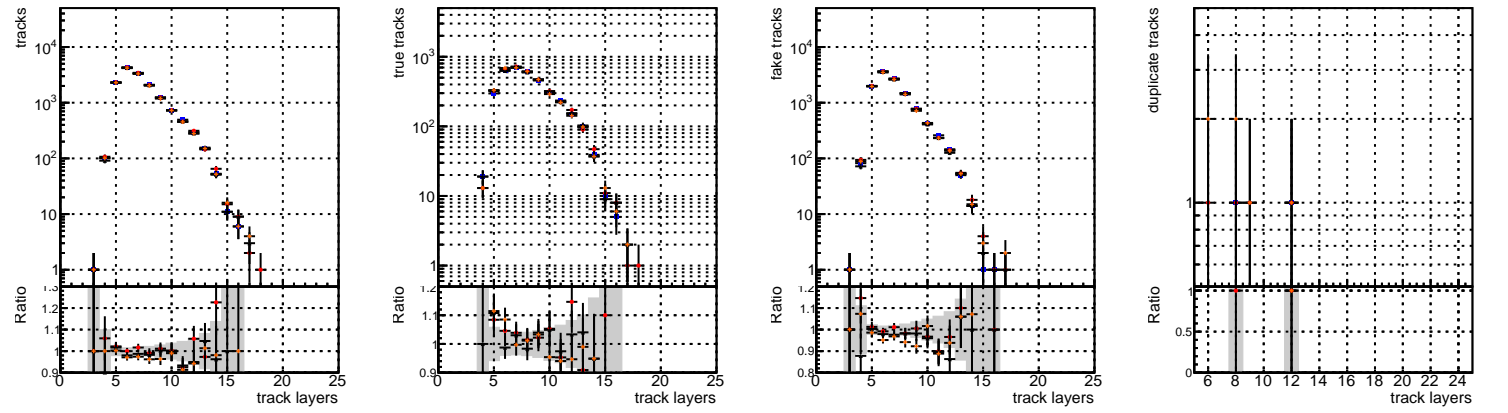 tracks
10^4
10^3
10^2
10
1
Ratio
1.3
1.2
1.1
1
0.9
0 5 10 15 20 25
track layers
true tracks
10^3
10^2
10
1
Ratio
1.2
1.1
1
0.9
0 5 10 15 20 25
track layers
fake tracks
10^4
10^3
10^2
10
1
Ratio
1.2
1.1
1
0.9
0.8
0 5 10 15 20 25
track layers
duplicate tracks
1
Ratio
1
0.5
0
6 8 10 12 14 16 18 20 22 24
track layers